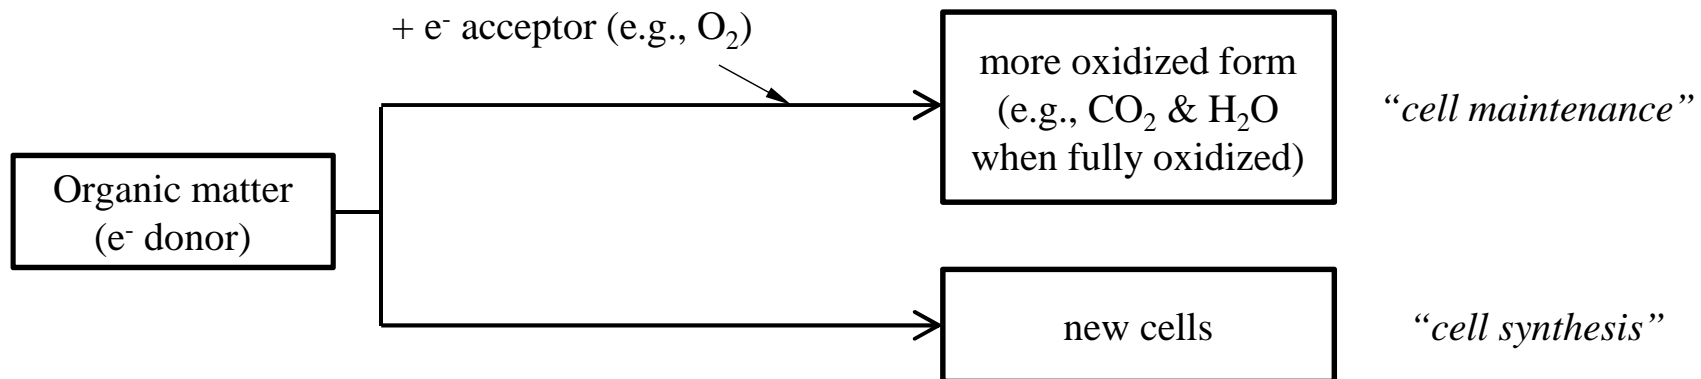 + e⁻ acceptor (e.g., O₂)
more oxidized form
(e.g., CO₂ & H₂O
when fully oxidized)
“cell maintenance”
Organic matter
(e⁻ donor)
new cells
“cell synthesis”